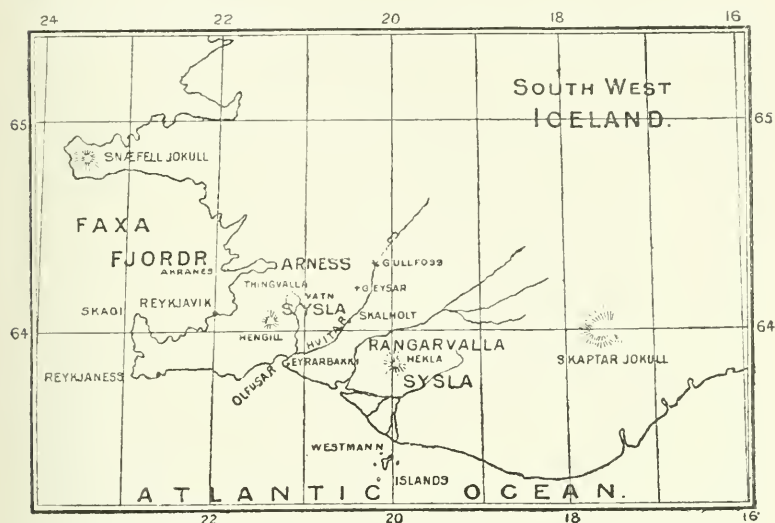 24 22 20 18 16
SOUTH WEST
ICELAND.
65 65
SNÆFELL JOKULL
FAXA
FJORDR
AKRANES
ARNESS
GULLFOSS
THINGVALLA
GEYSAR
VATN
SKAGI
REYKJAVIK
SYSLA
SKALHOLT
64 64
HENGILL
HVITAR
RANGARVALLA
EYRARBAKKI
HEKLA
SKAPTAR JOKULL
REYKJANESS
OLFUSAR
SYSLA
WESTMANN
ISLANDS
ATLANTIC OCEAN.
22 20 18 16